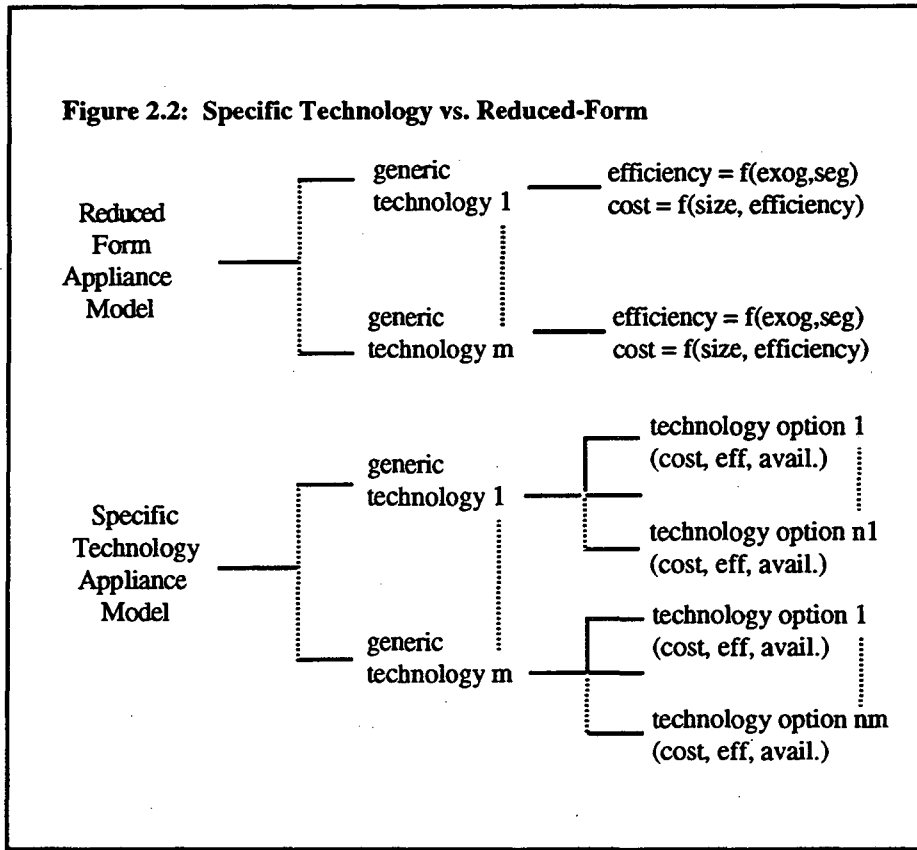 Figure 2.2: Specific Technology vs. Reduced-Form
Reduced
Form
Appliance
Model
generic
technology 1
efficiency = f(exog,seg)
cost = f(size, efficiency)
generic
technology m
efficiency = f(exog,seg)
cost = f(size, efficiency)
Specific
Technology
Appliance
Model
generic
technology 1
technology option 1
(cost, eff, avail.)
technology option n1
(cost, eff, avail.)
generic
technology m
technology option 1
(cost, eff, avail.)
technology option nm
(cost, eff, avail.)